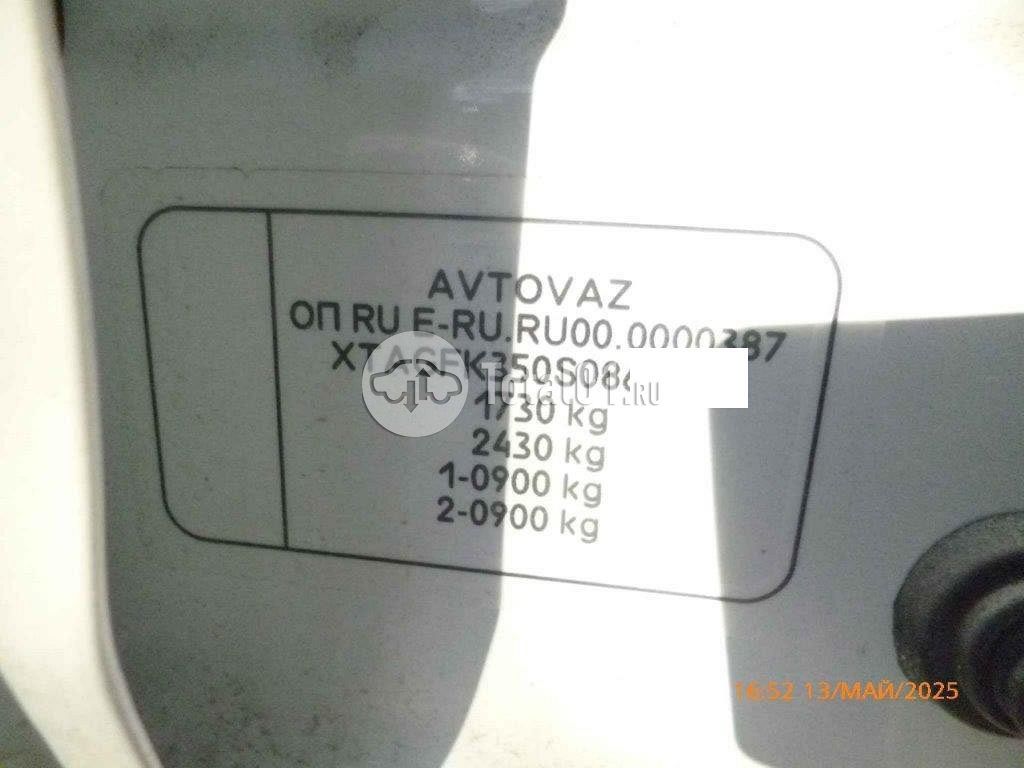 AVTOVAZ
ОП RU E-RU.RU00.0000387
1730 kg
2430 kg
1-0900 kg
2-0900 kg
16:52 13/МАЙ/2025